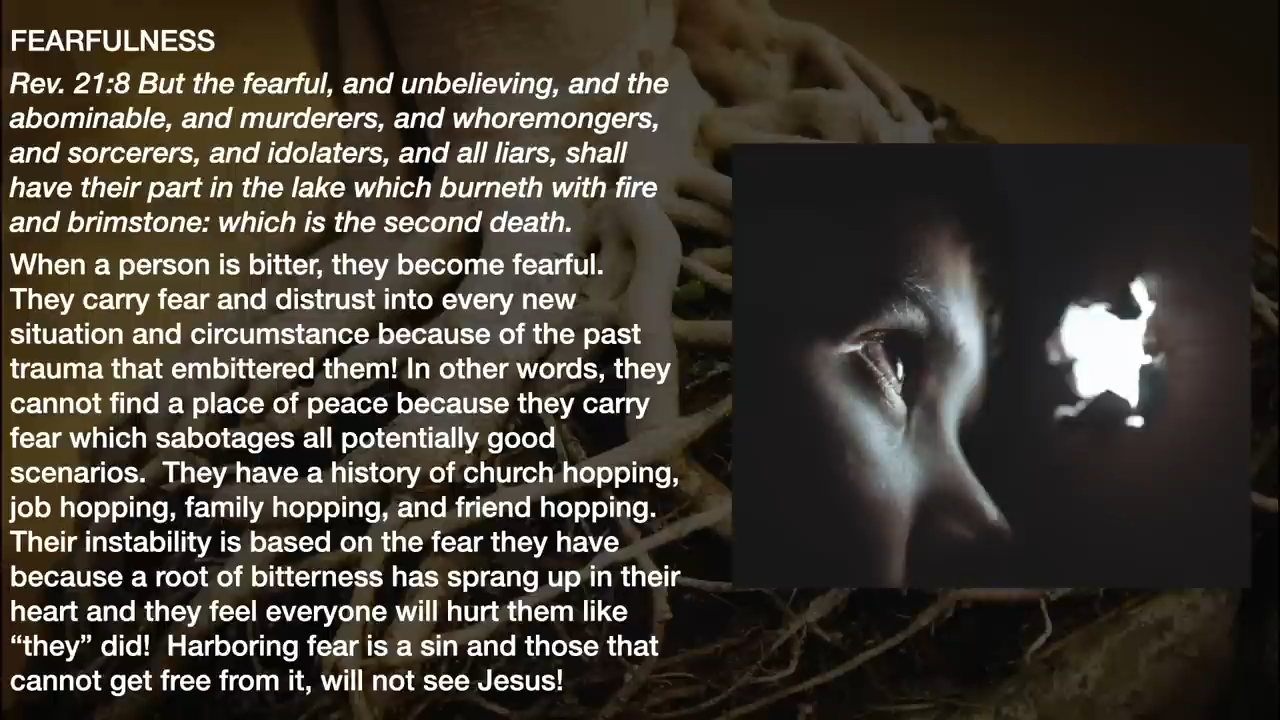 FEARFULNESS
Rev. 21:8 But the fearful, and unbelieving, and the
abominable, and murderers, and whoremongers,
and sorcerers, and idolaters, and all liars, shall
have their part in the lake which burneth with fire
and brimstone: which is the second death.
When a person is bitter, they become fearful.
They carry fear and distrust into every new
situation and circumstance because of the past
trauma that embittered them! In other words, they
cannot find a place of peace because they carry
fear which sabotages all potentially good
scenarios.  They have a history of church hopping,
job hopping, family hopping, and friend hopping.
Their instability is based on the fear they have
because a root of bitterness has sprang up in their
heart and they feel everyone will hurt them like
“they” did!  Harboring fear is a sin and those that
cannot get free from it, will not see Jesus!